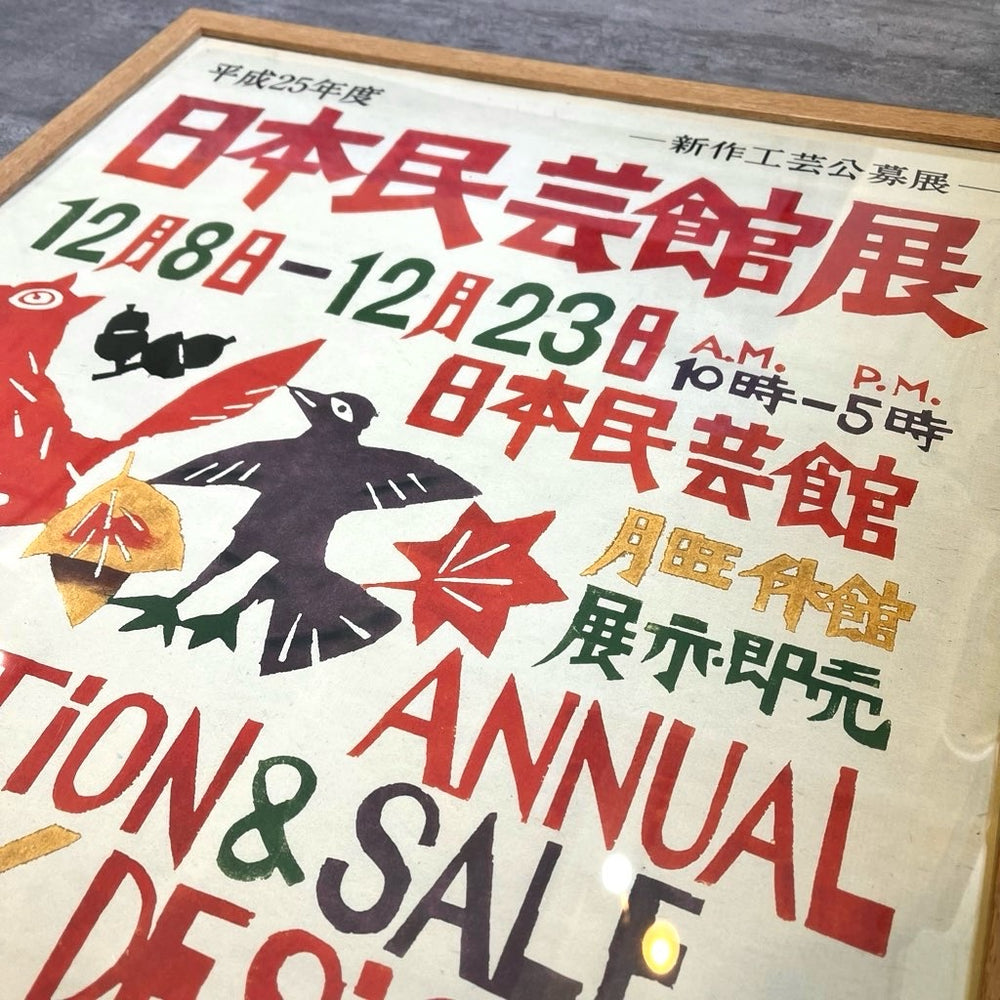 平成25年度
—新作工芸公募展—
日本民芸館展
12月8日-12月23日
A.M. P.M.
10時-5時
日本民芸館
月旺休館
展示・即売
ANNUAL
TION & SALE
DESi